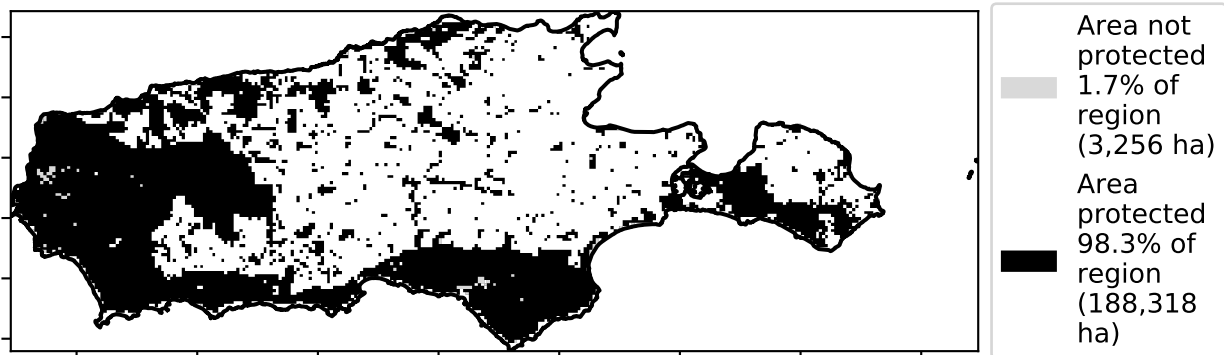 Area not
protected
1.7% of
region
(3,256 ha)
Area
protected
98.3% of
region
(188,318
ha)